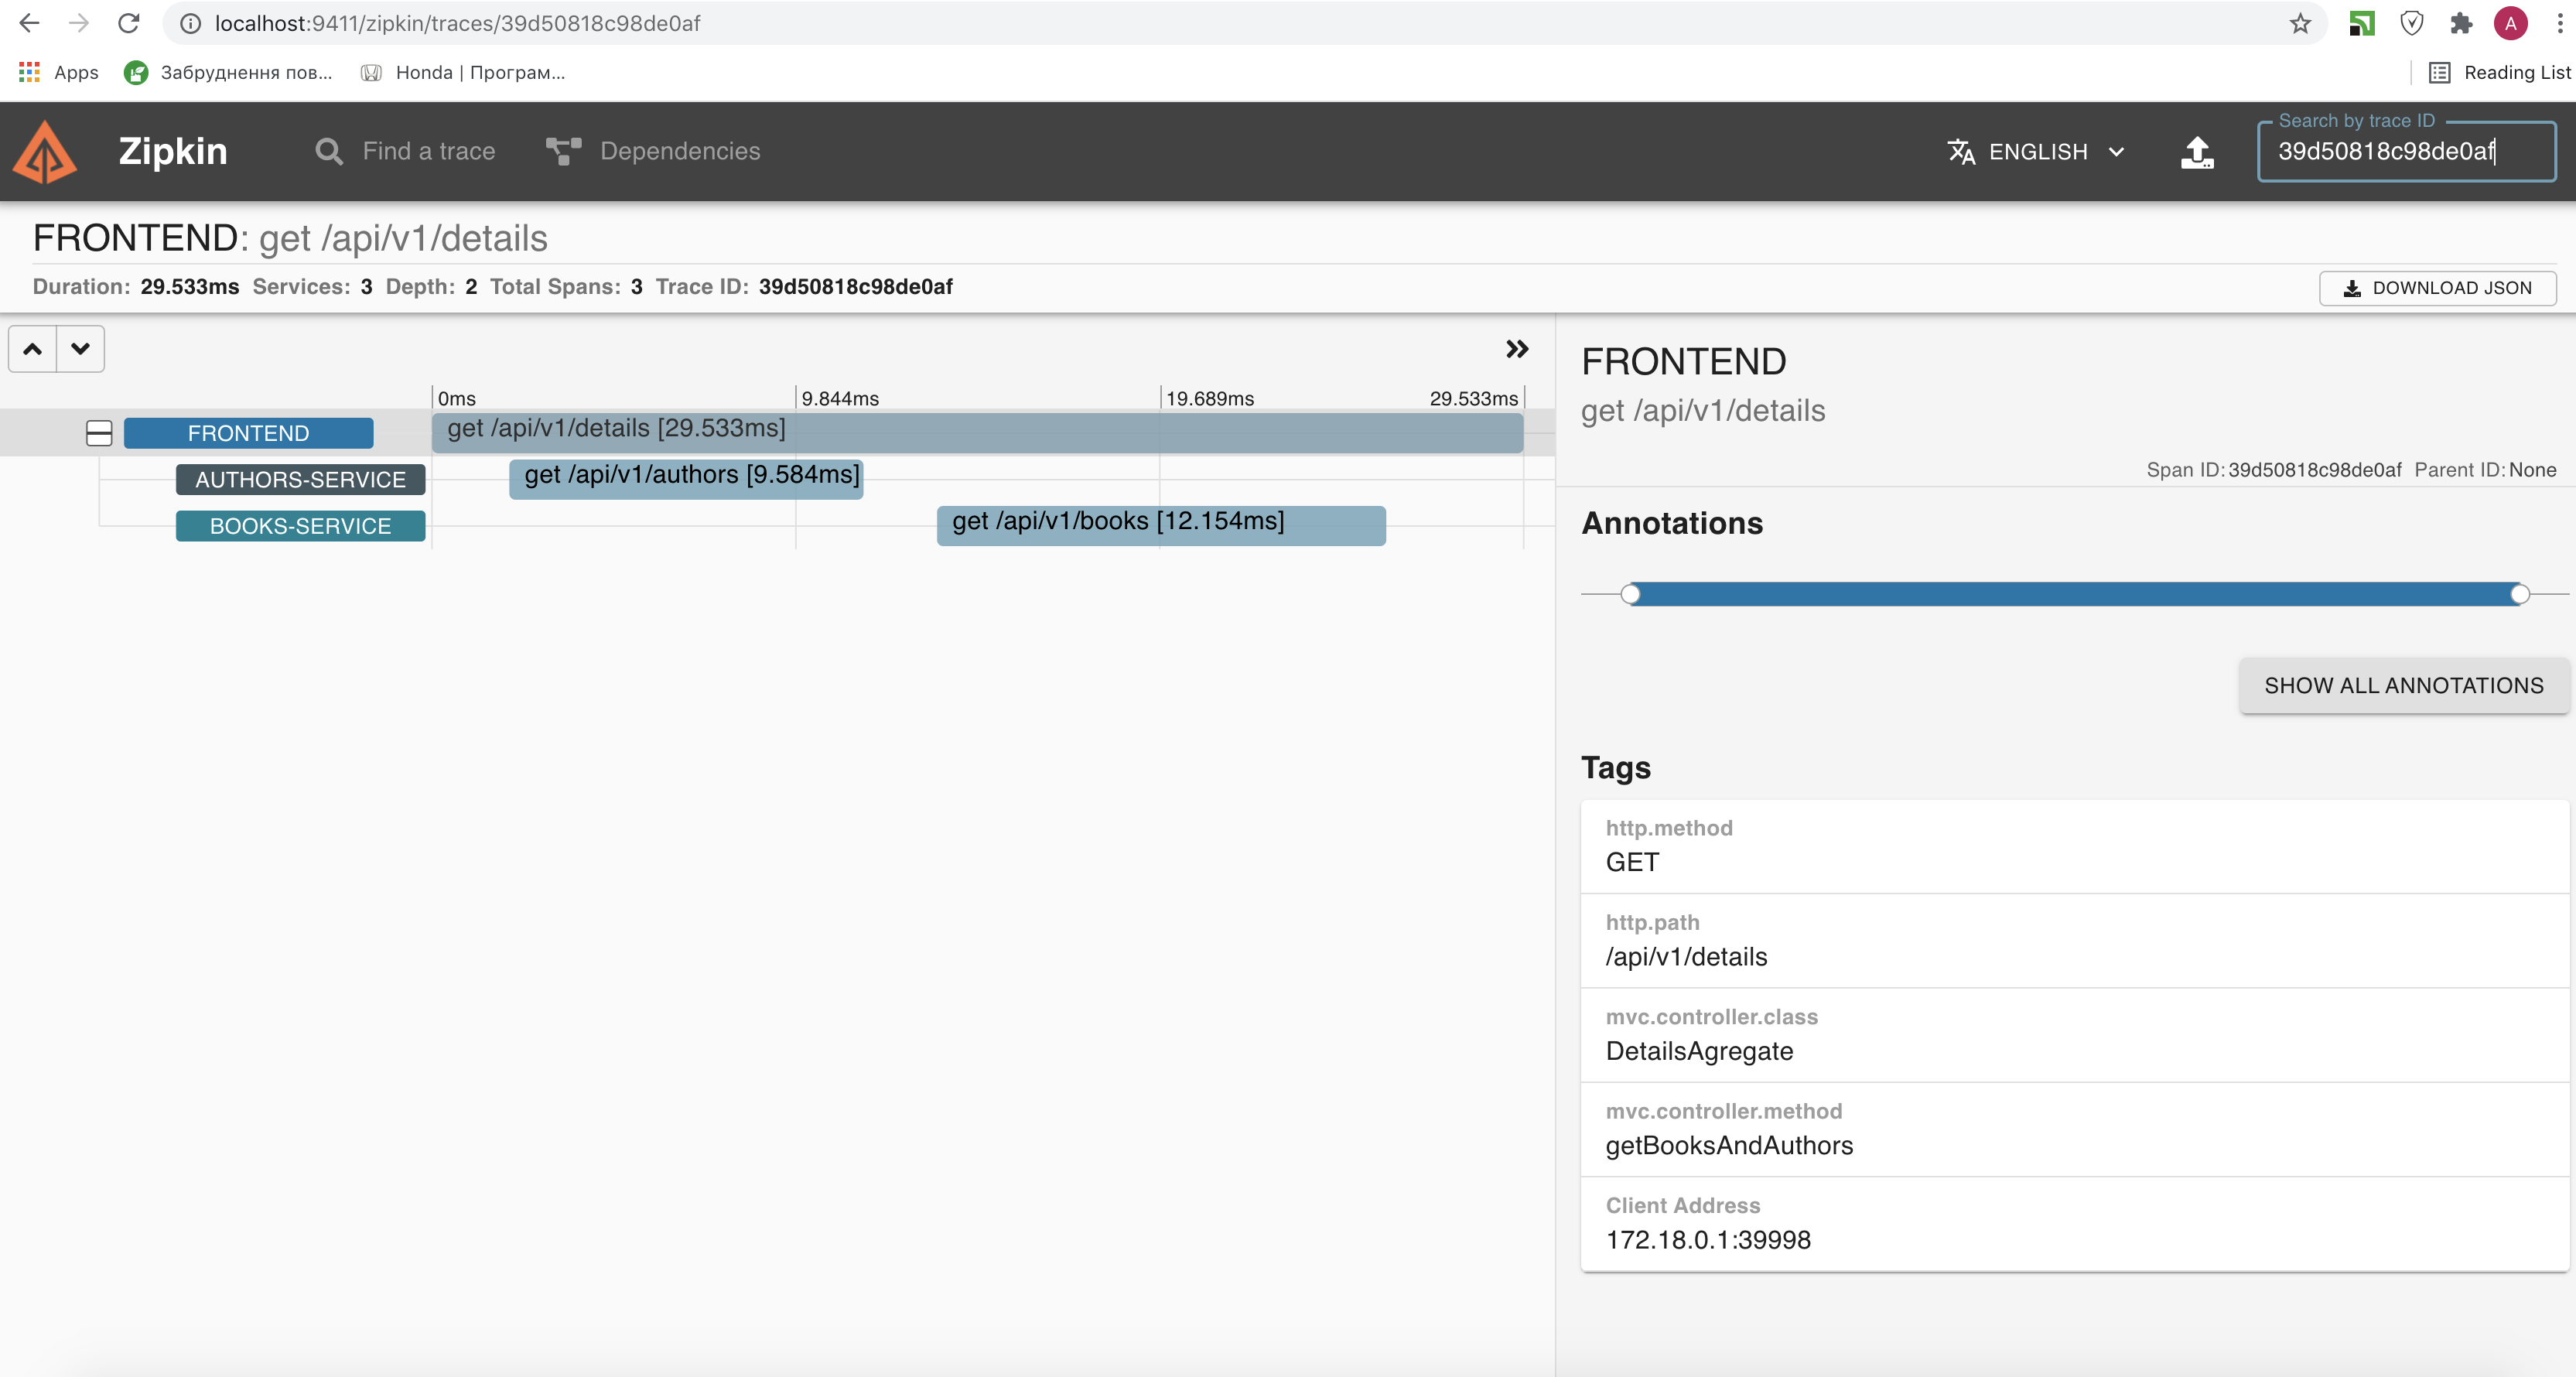 localhost:9411/zipkin/traces/39d50818c98de0af
A
Apps Забруднення пов... Honda | Програм... Reading List
Zipkin Find a trace Dependencies ENGLISH Search by trace ID
39d50818c98de0af
FRONTEND: get /api/v1/details
Duration: 29.533ms Services: 3 Depth: 2 Total Spans: 3 Trace ID: 39d50818c98de0af DOWNLOAD JSON
0ms 9.844ms 19.689ms 29.533ms
FRONTEND get /api/v1/details [29.533ms]
AUTHORS-SERVICE get /api/v1/authors [9.584ms]
BOOKS-SERVICE get /api/v1/books [12.154ms]
FRONTEND
get /api/v1/details
Span ID: 39d50818c98de0af Parent ID: None
Annotations
SHOW ALL ANNOTATIONS
Tags
http.method
GET
http.path
/api/v1/details
mvc.controller.class
DetailsAgregate
mvc.controller.method
getBooksAndAuthors
Client Address
172.18.0.1:39998